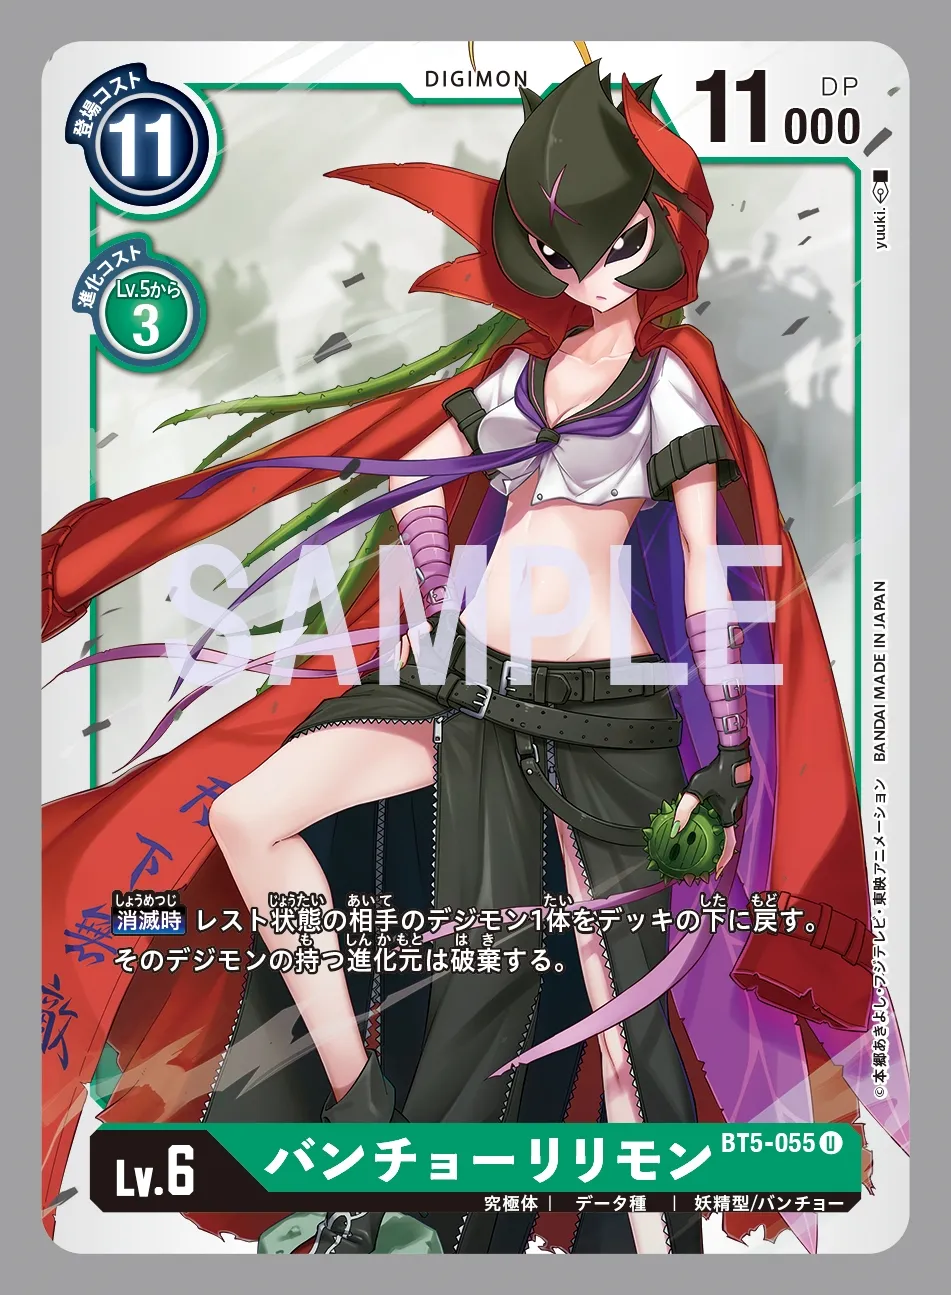 DIGIMON
登場コスト
11
11000
DP
進化コスト
Lv.5から
3
yuuki.
SAMPLE
BANDAI MADE IN JAPAN
©本郷あきよし・フジテレビ・東映アニメーション
天
下
無
敵
消滅時 レスト状態の相手のデジモン1体をデッキの下に戻す。
そのデジモンの持つ進化元は破棄する。
Lv.6
バンチョーリリモン
BT5-055 U
究極体 | データ種 | 妖精型/バンチョー